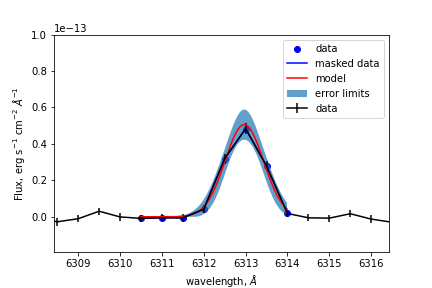 1e−13
1.0
0.8
0.6
0.4
0.2
0.0
Flux, erg s⁻¹ cm⁻² Å⁻¹
data
masked data
model
error limits
data
6309 6310 6311 6312 6313 6314 6315 6316
wavelength, Å